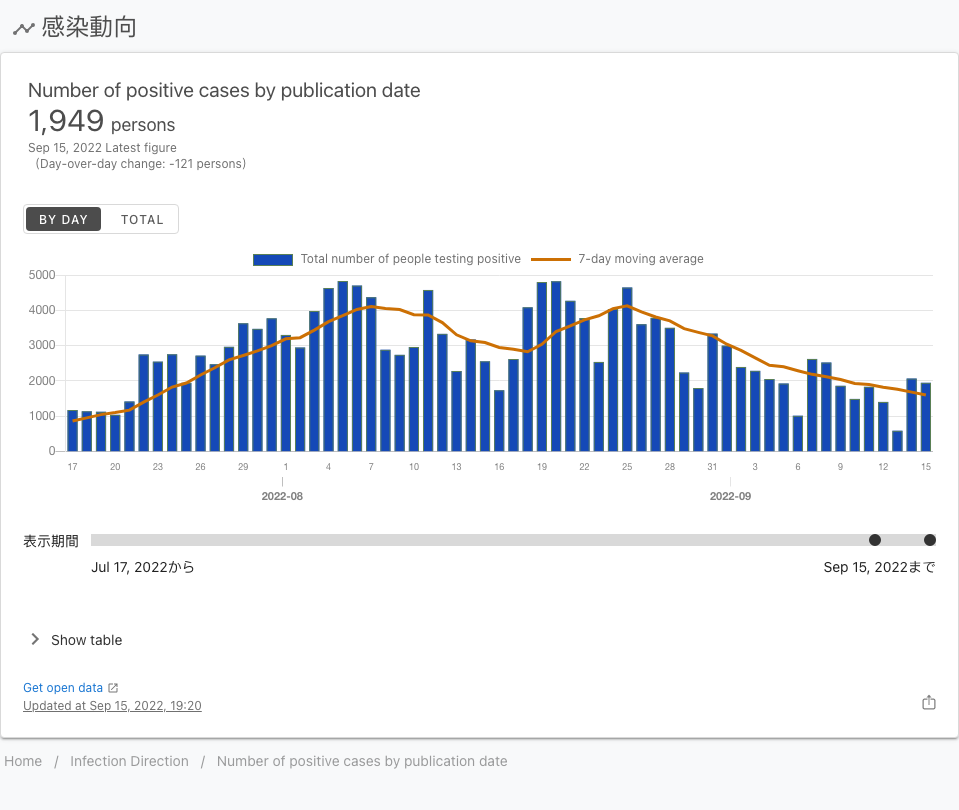 感染動向
Number of positive cases by publication date
1,949 persons
Sep 15, 2022 Latest figure
(Day-over-day change: -121 persons)
BY DAY TOTAL
Total number of people testing positive 7-day moving average
5000
4000
3000
2000
1000
0
17 20 23 26 29 1 4 7 10 13 16 19 22 25 28 31 3 6 9 12 15
2022-08 2022-09
表示期間
Jul 17, 2022から Sep 15, 2022まで
Show table
Get open data
Updated at Sep 15, 2022, 19:20
Home / Infection Direction / Number of positive cases by publication date